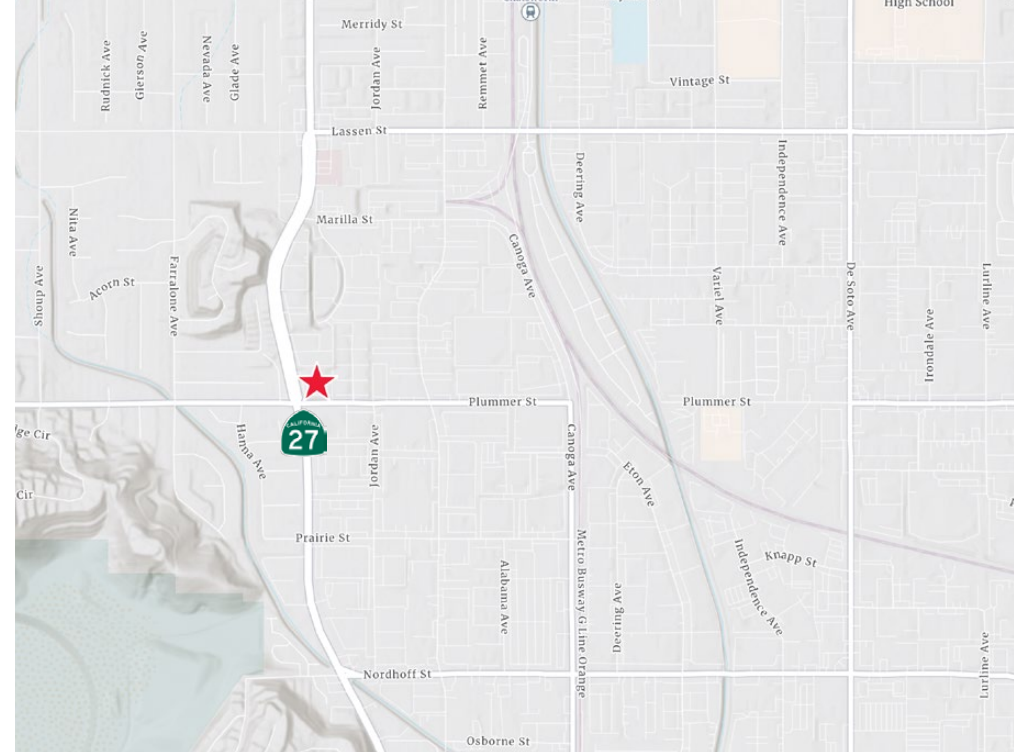 High School
Merridy St
Rudnick Ave
Gierson Ave
Nevada Ave
Glade Ave
Jordan Ave
Remmet Ave
Vintage St
Lassen St
Deering Ave
Independence Ave
Nita Ave
Marilla St
Shoup Ave
Acorn St
Farralone Ave
Canoga Ave
Variel Ave
De Soto Ave
Lurline Ave
Irondale Ave
Plummer St
Plummer St
CALIFORNIA
27
Hanna Ave
Jordan Ave
Canoga Ave
Eton Ave
Cir
Cir
Prairie St
Alabama Ave
Metro Busway G Line Orange
Deering Ave
Independence Ave
Knapp St
Lurline Ave
Nordhoff St
Osborne St